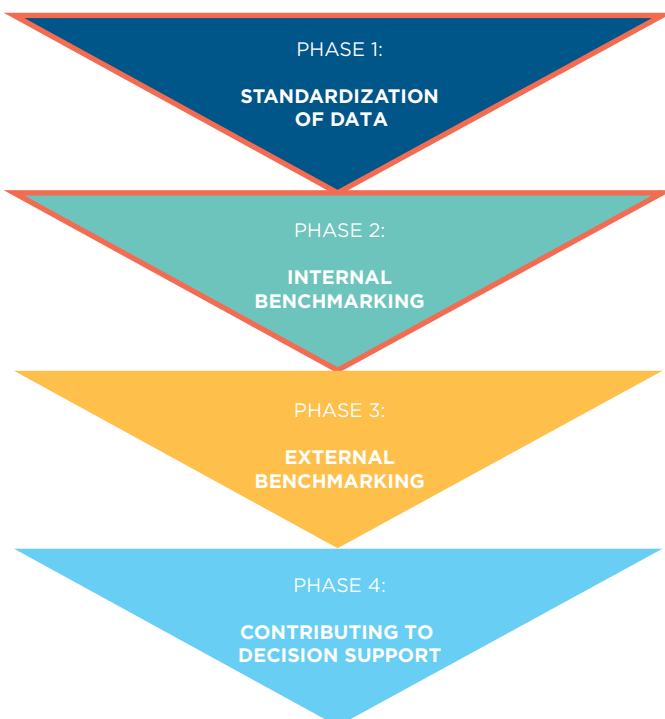 PHASE 1:
STANDARDIZATION
OF DATA
PHASE 2:
INTERNAL
BENCHMARKING
PHASE 3:
EXTERNAL
BENCHMARKING
PHASE 4:
CONTRIBUTING TO
DECISION SUPPORT